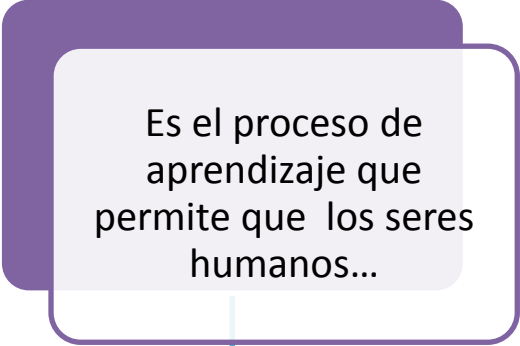 Es el proceso de
aprendizaje que
permite que  los seres
humanos…